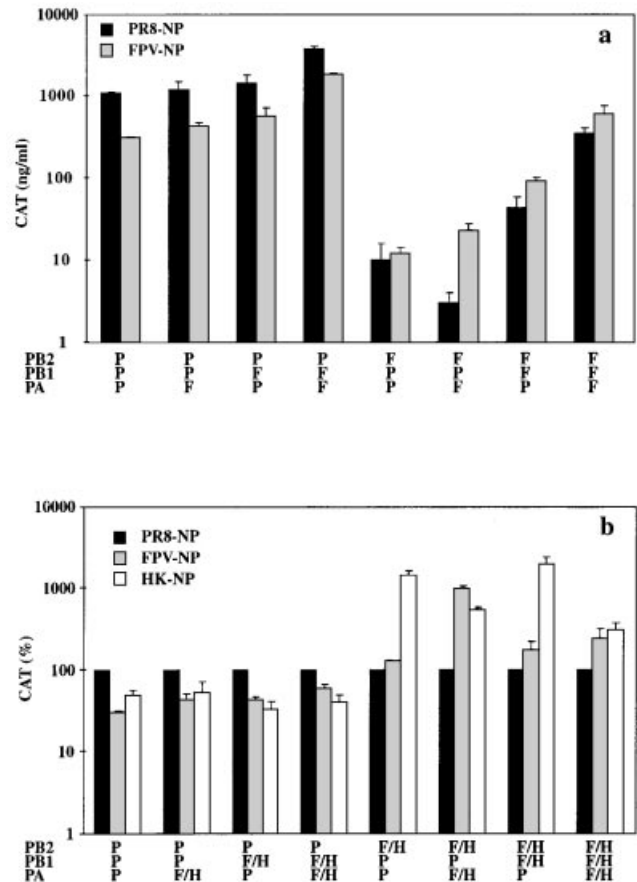 10000
1000
100
10
1
CAT (ng/ml)
PR8-NP
FPV-NP
a
PB2 P P P P F F F F
PB1 P P F F P P F F
PA P F P F P F P F
10000
1000
100
10
1
CAT (%)
PR8-NP
FPV-NP
HK-NP
b
PB2 P P P P F/H F/H F/H F/H
PB1 P P F/H F/H P P F/H F/H
PA P F/H P F/H P F/H P F/H